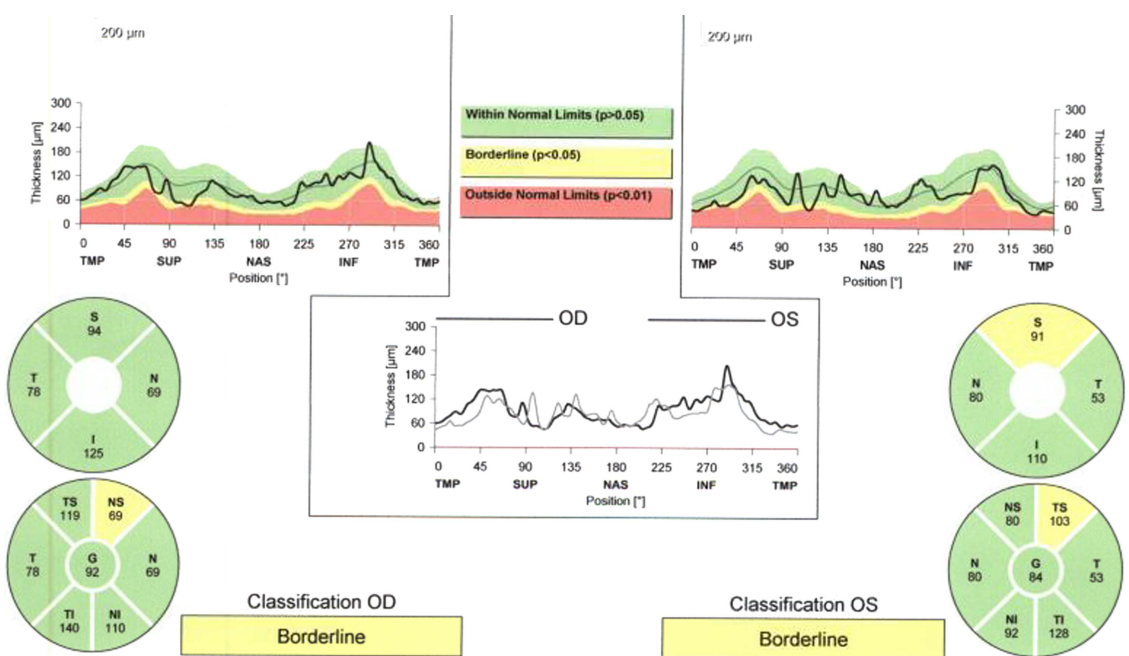 200 µm
200 µm
Within Normal Limits (p>0.05)
Borderline (p<0.05)
Outside Normal Limits (p<0.01)
Thickness [µm]
300
240
180
120
60
0
0 45 90 135 180 225 270 315 360
TMP SUP NAS INF TMP
Position [°]
300
240
180
120
60
0
Thickness [µm]
0 45 90 135 180 225 270 315 360
TMP SUP NAS INF TMP
Position [°]
OD OS
Thickness [µm]
300
240
180
120
60
0
0 45 90 135 180 225 270 315 360
TMP SUP NAS INF TMP
Position [°]
S
94
T
78
N
69
I
125
S
91
N
80
T
53
I
110
TS
119
NS
69
T
78
G
92
N
69
TI
140
NI
110
NS
80
TS
103
N
80
G
84
T
53
NI
92
TI
128
Classification OD
Borderline
Classification OS
Borderline